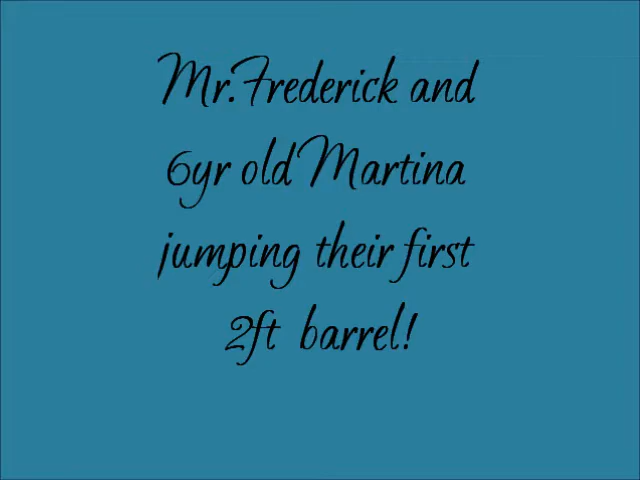 Mr.Frederick and
6yr old Martina
jumping their first
2ft barrel!